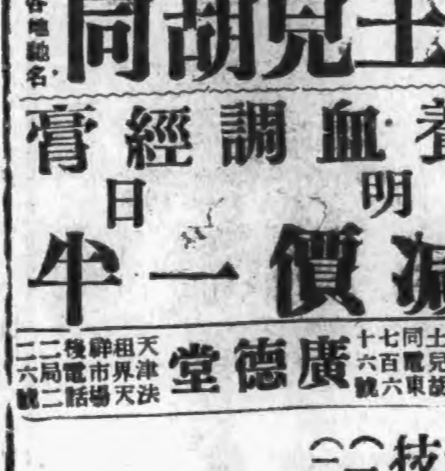 土兒胡同
各地馳名
養血調經膏
明日
減價一半
土兒胡
同電東
七百六
十六號
廣德堂
天津法
租界天
祥市場
後電話
二局二
二六號
技